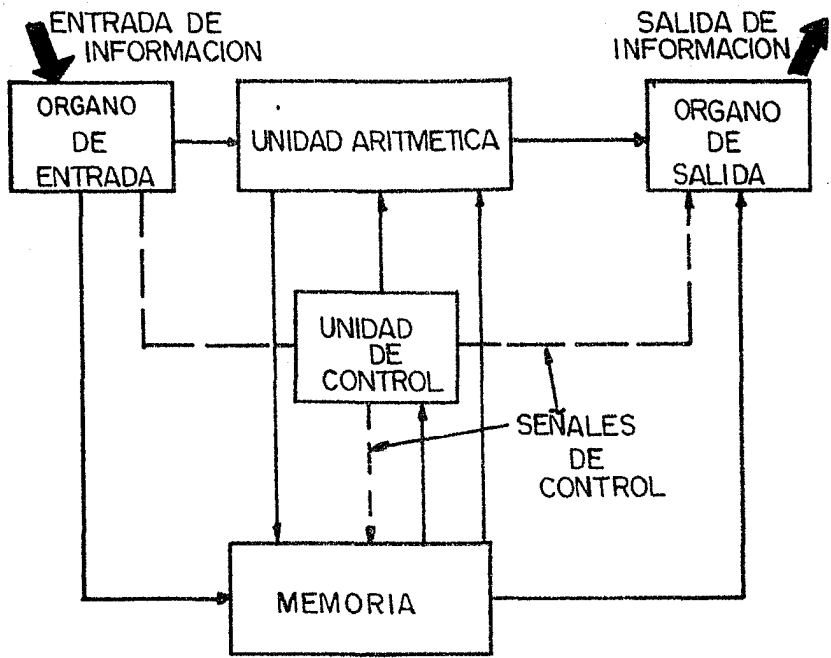 ENTRADA DE
INFORMACION
SALIDA DE
INFORMACION
ORGANO
DE
ENTRADA
UNIDAD ARITMETICA
ORGANO
DE
SALIDA
UNIDAD
DE
CONTROL
SEÑALES
DE
CONTROL
MEMORIA